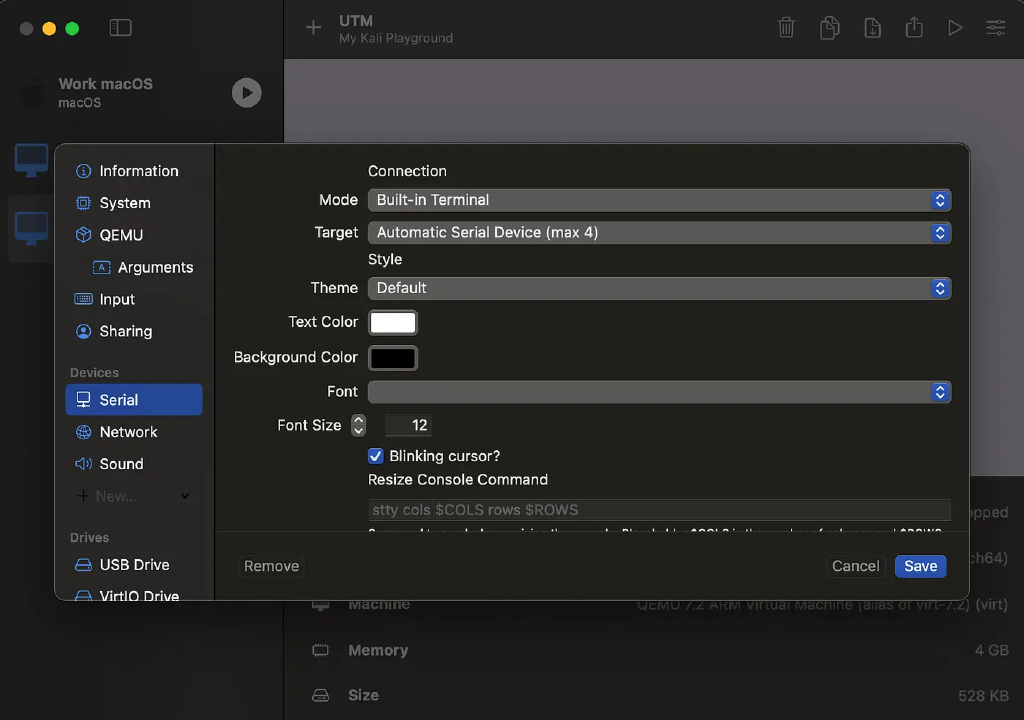 UTM
My Kali Playground
Work macOS
macOS
Information
System
QEMU
A
Arguments
Input
Sharing
Devices
Serial
Network
Sound
+ New...
Drives
USB Drive
VirtIO Drive
Connection
Mode
Built-in Terminal
Target
Automatic Serial Device (max 4)
Style
Theme
Default
Text Color
Background Color
Font
Font Size
12
Blinking cursor?
Resize Console Command
stty cols $COLS rows $ROWS
Remove
Cancel
Save
opped
ch64)
Machine
QEMU 7.2 ARM Virtual Machine (alias of virt-7.2) (virt)
Memory
4 GB
Size
528 KB